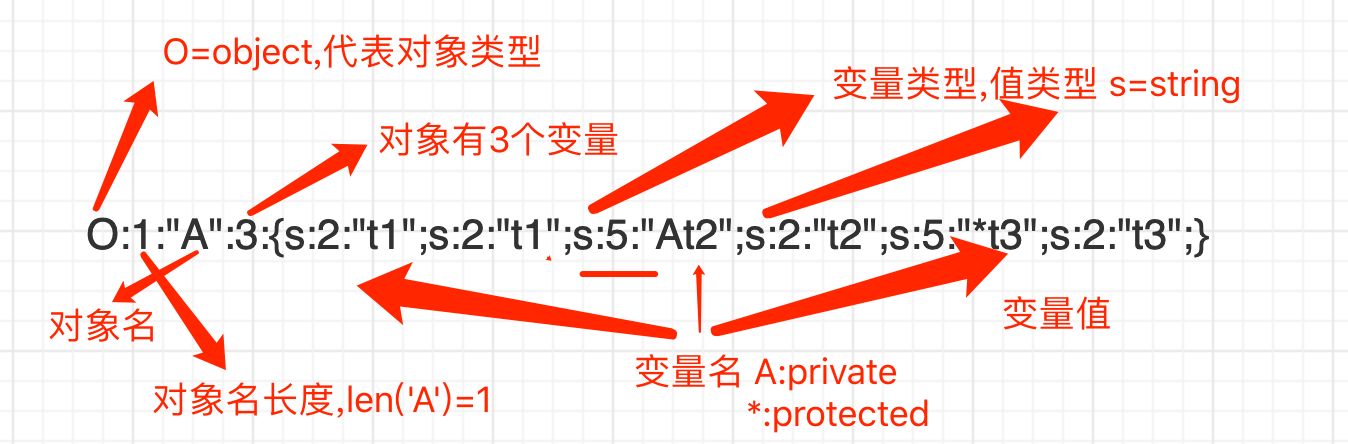 O=object,代表对象类型
变量类型,值类型 s=string
对象有3个变量
O:1:"A":3:{s:2:"t1";s:2:"t1";s:5:"At2";s:2:"t2";s:5:"*t3";s:2:"t3";}
对象名
变量值
变量名 A:private
*:protected
对象名长度,len('A')=1